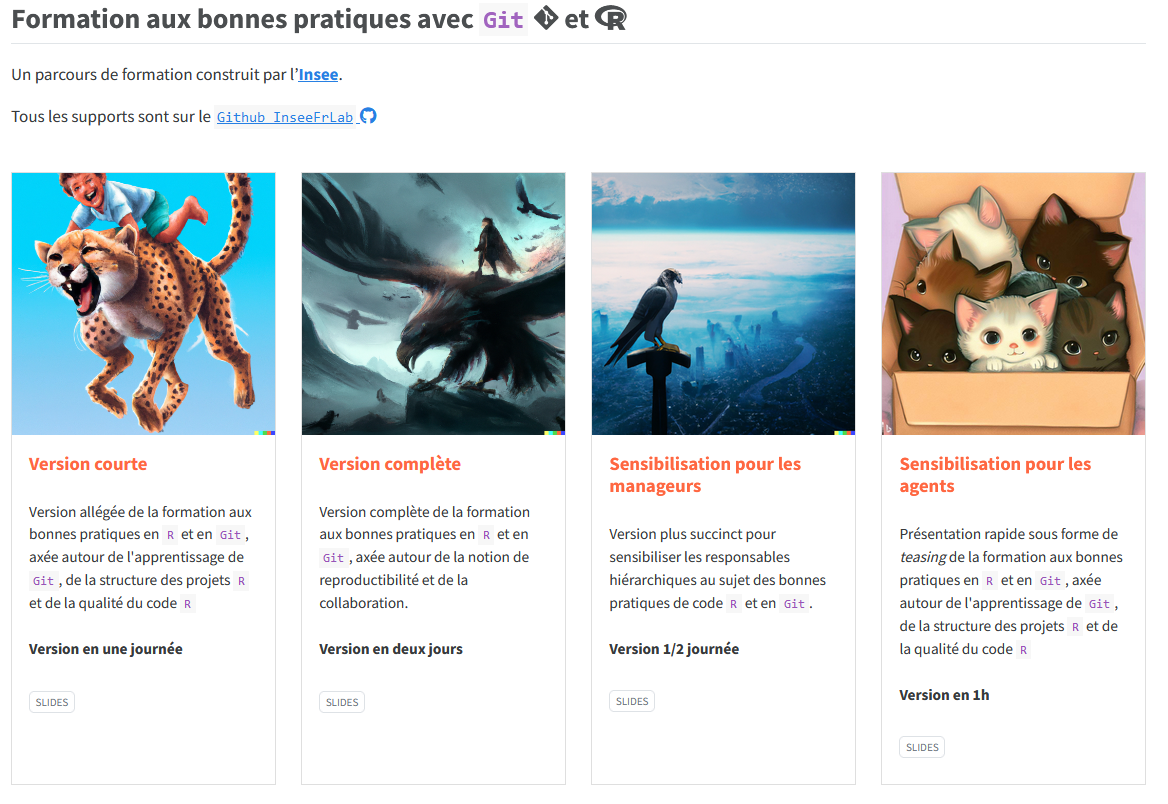 Formation aux bonnes pratiques avec Git et R
Un parcours de formation construit par l’Insee.
Tous les supports sont sur le Github InseeFrLab
Version courte
Version allégée de la formation aux
bonnes pratiques en R et en Git,
axée autour de l'apprentissage de
Git, de la structure des projets R
et de la qualité du code R
Version en une journée
SLIDES
Version complète
Version complète de la formation
aux bonnes pratiques en R et en
Git, axée autour de la notion de
reproductibilité et de la
collaboration.
Version en deux jours
SLIDES
Sensibilisation pour les
manageurs
Version plus succinct pour
sensibiliser les responsables
hiérarchiques au sujet des bonnes
pratiques de code R et en Git.
Version 1/2 journée
SLIDES
Sensibilisation pour les
agents
Présentation rapide sous forme de
teasing de la formation aux bonnes
pratiques en R et en Git, axée
autour de l'apprentissage de Git,
de la structure des projets R et de
la qualité du code R
Version en 1h
SLIDES